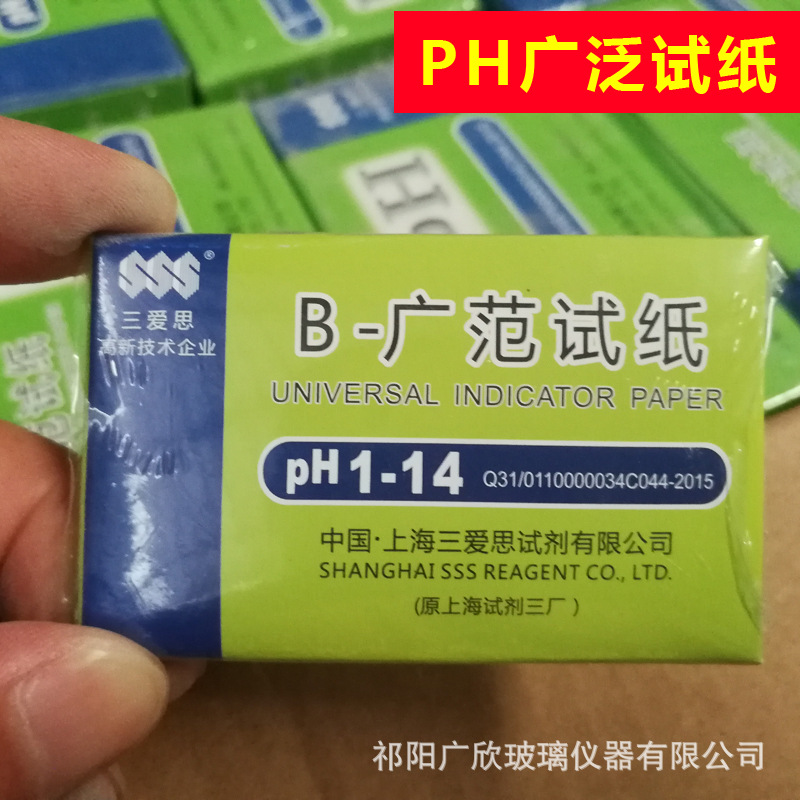 PH广泛试纸
SSS®
三爱思
高新技术企业
B-广范试纸
UNIVERSAL INDICATOR PAPER
pH 1-14 Q31/0110000034C044-2015
中国·上海三爱思试剂有限公司
SHANGHAI SSS REAGENT CO., LTD.
(原上海试剂三厂)
祁阳广欣玻璃仪器有限公司